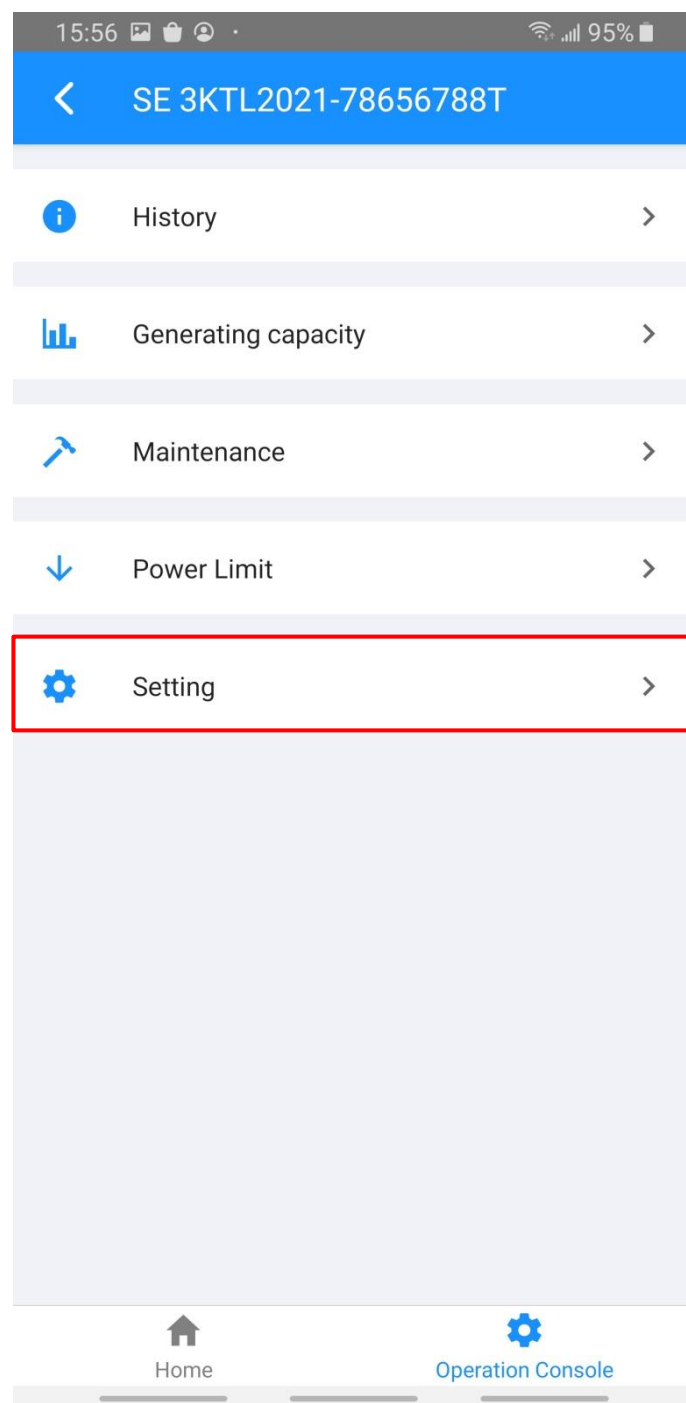 15:56 95%
SE 3KTL2021-78656788T
History
Generating capacity
Maintenance
Power Limit
Setting
Home Operation Console